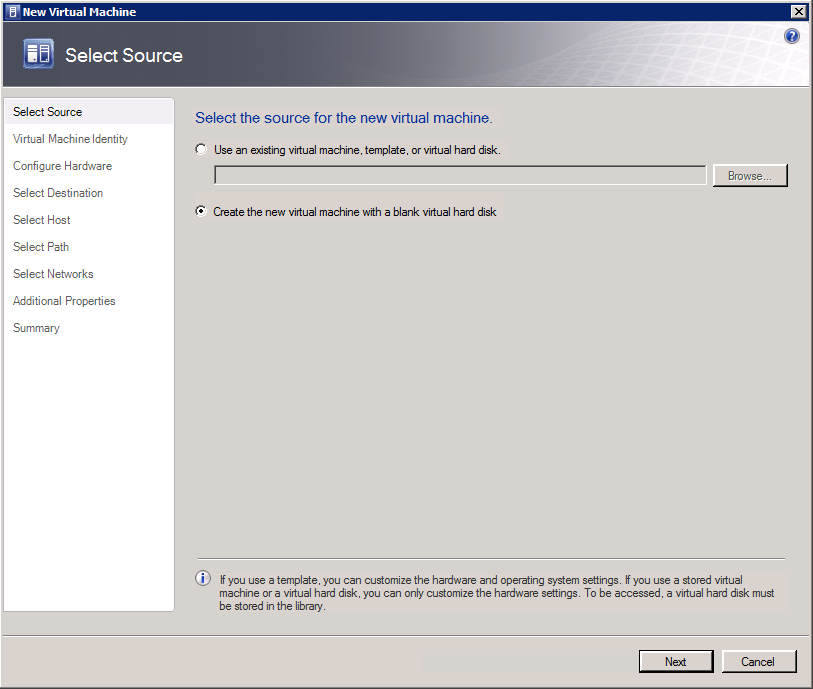 New Virtual Machine
Select Source
Select Source
Virtual Machine Identity
Configure Hardware
Select Destination
Select Host
Select Path
Select Networks
Additional Properties
Summary
Select the source for the new virtual machine.
Use an existing virtual machine, template, or virtual hard disk.
Browse...
Create the new virtual machine with a blank virtual hard disk
If you use a template, you can customize the hardware and operating system settings. If you use a stored virtual
machine or a virtual hard disk, you can only customize the hardware settings. To be accessed, a virtual hard disk must
be stored in the library.
Next
Cancel